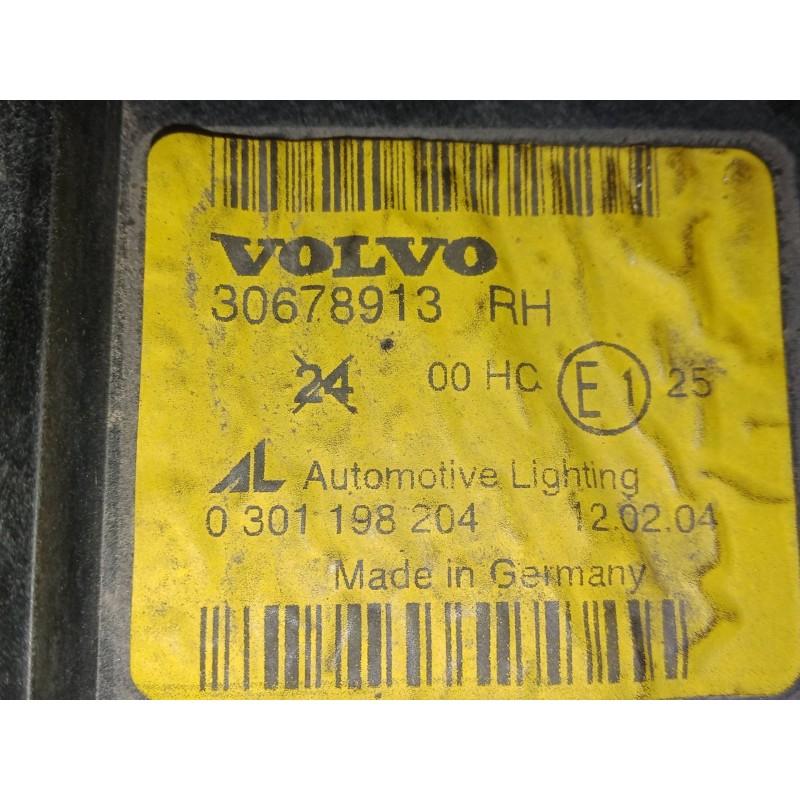 VOLVO
30678913 RH
24 00 HC E1 25
AL Automotive Lighting
0 301 198 204 12.02.04
Made in Germany